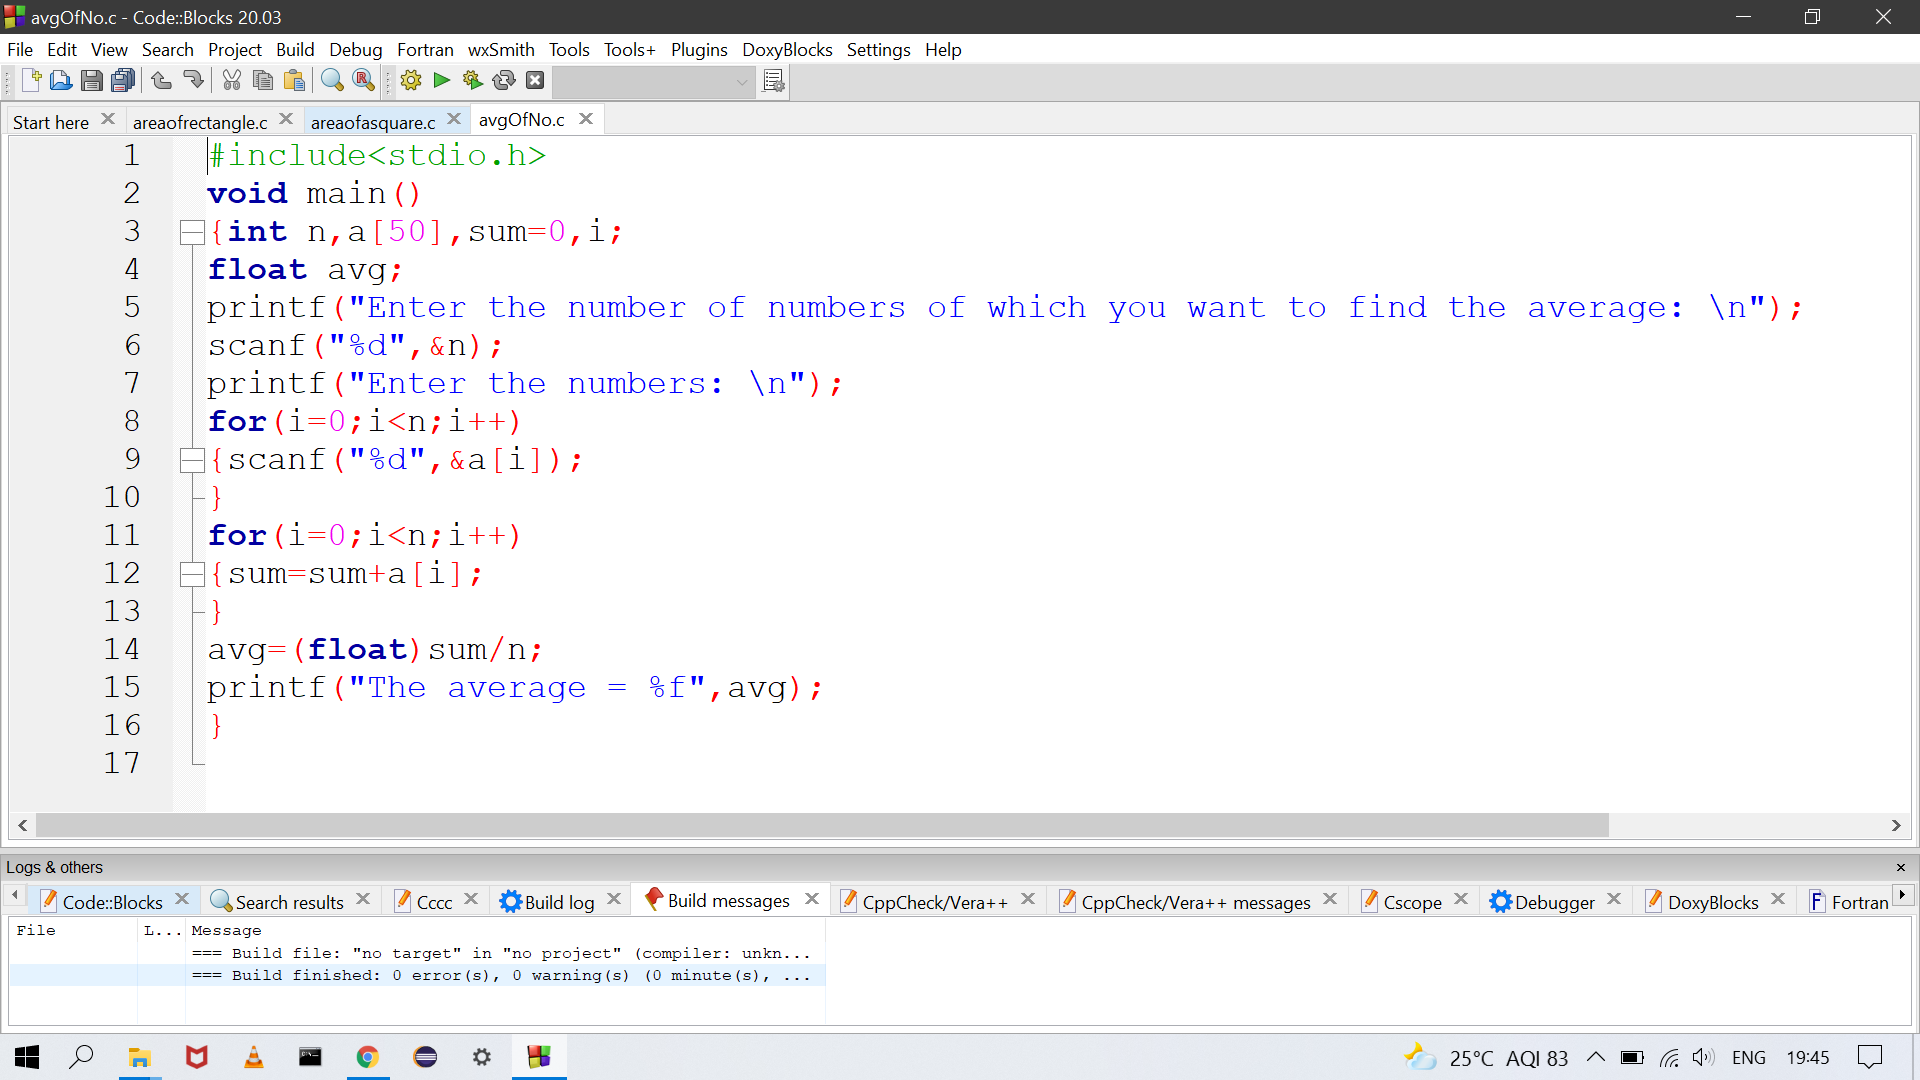 avgOfNo.c - Code::Blocks 20.03
File Edit View Search Project Build Debug Fortran wxSmith Tools Tools+ Plugins DoxyBlocks Settings Help
Start here areaofrectangle.c areaofasquare.c avgOfNo.c
1 #include<stdio.h>
2 void main()
3 {int n,a[50],sum=0,i;
4 float avg;
5 printf("Enter the number of numbers of which you want to find the average: \n");
6 scanf("%d",&n);
7 printf("Enter the numbers: \n");
8 for(i=0;i<n;i++)
9 {scanf("%d",&a[i]);
10 }
11 for(i=0;i<n;i++)
12 {sum=sum+a[i];
13 }
14 avg=(float)sum/n;
15 printf("The average = %f",avg);
16 }
17
Logs & others
Code::Blocks Search results Cccc Build log Build messages CppCheck/Vera++ CppCheck/Vera++ messages Cscope Debugger DoxyBlocks Fortran
File L... Message
=== Build file: "no target" in "no project" (compiler: unkn...
=== Build finished: 0 error(s), 0 warning(s) (0 minute(s), ...
25°C AQI 83 ENG 19:45